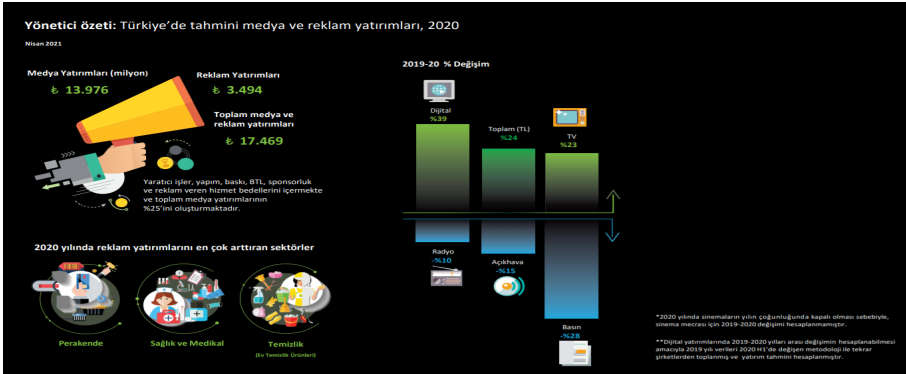 Yönetici özeti: Türkiye'de tahmini medya ve reklam yatırımları, 2020
Nisan 2021
Medya Yatırımları (milyon)
₺ 13.976
Reklam Yatırımları
₺ 3.494
Toplam medya ve
reklam yatırımları
₺ 17.469
Yaratıcı işler, yapım, baskı, BTL, sponsorluk
ve reklam veren hizmet bedellerini içermekte
ve toplam medya yatırımlarının
%25'ini oluşturmaktadır.
2020 yılında reklam yatırımlarını en çok arttıran sektörler
Perakende
Sağlık ve Medikal
Temizlik
(Ev Temizlik Ürünleri)
2019-20 % Değişim
Dijital
%39
Toplam (TL)
%24
TV
%23
Radyo
-%10
Açıkhava
-%15
Basın
-%28
*2020 yılında sinemaların yılın çoğunluğunda kapalı olması sebebiyle,
sinema mecrası için 2019-2020 değişimi hesaplanmamıştır.
**Dijital yatırımlarında 2019-2020 yılları arası değişimin hesaplanabilmesi
amacıyla 2019 yılı verileri 2020 H1'de değişen metodoloji ile tekrar
şirketlerden toplanmış ve yatırım tahmini hesaplanmıştır.